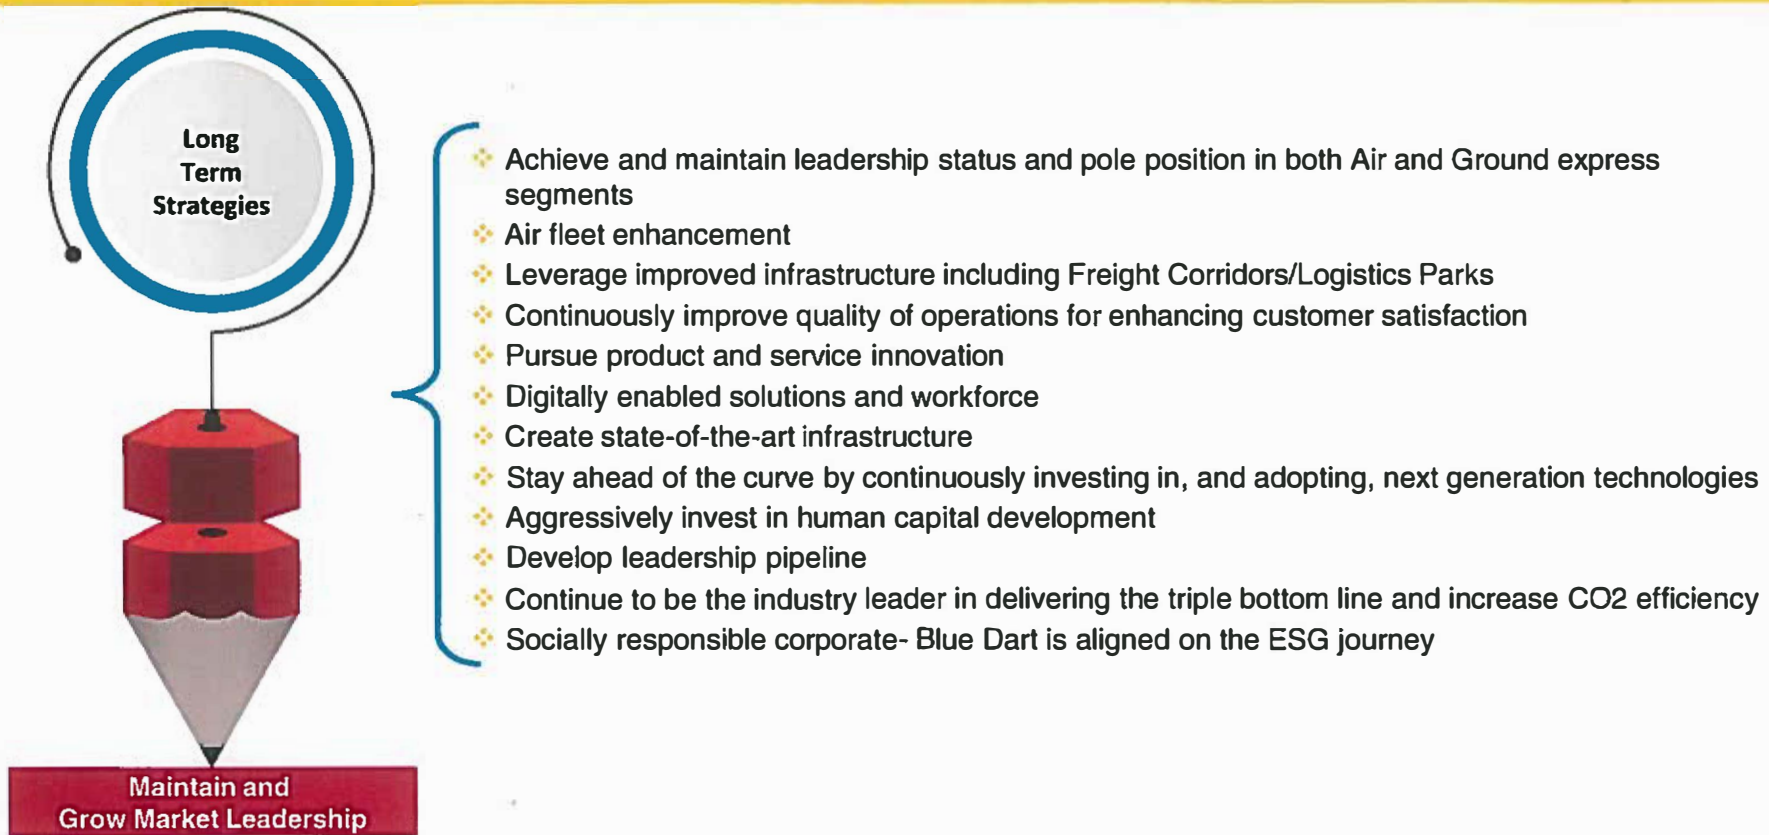 Long
Term
Strategies
Achieve and maintain leadership status and pole position in both Air and Ground express
segments
Air fleet enhancement
Leverage improved infrastructure including Freight Corridors/Logistics Parks
Continuously improve quality of operations for enhancing customer satisfaction
Pursue product and service innovation
Digitally enabled solutions and workforce
Create state-of-the-art infrastructure
Stay ahead of the curve by continuously investing in, and adopting, next generation technologies
Aggressively invest in human capital development
Develop leadership pipeline
Continue to be the industry leader in delivering the triple bottom line and increase CO2 efficiency
Socially responsible corporate- Blue Dart is aligned on the ESG journey
Maintain and
Grow Market Leadership